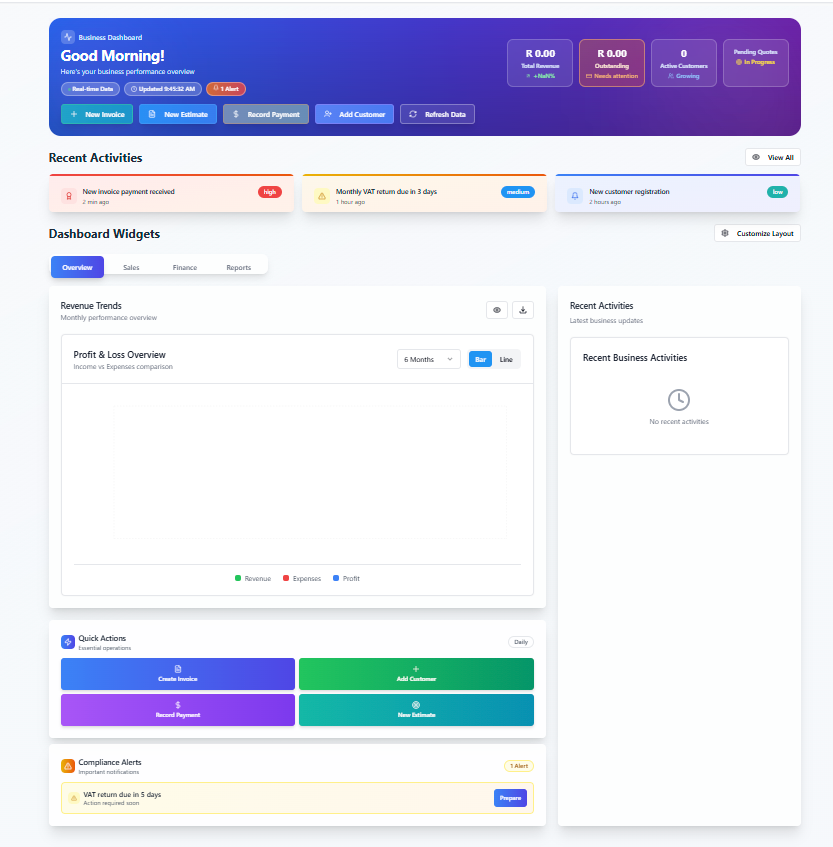 Business Dashboard
Good Morning!
Here's your business performance overview
Real-time Data
Updated 9:45:32 AM
1 Alert
R 0.00
Total Revenue
+NaN%
R 0.00
Outstanding
Needs attention
0
Active Customers
Growing
Pending Quotes
In Progress
New Invoice
New Estimate
Record Payment
Add Customer
Refresh Data
Recent Activities
View All
New invoice payment received
2 min ago
high
Monthly VAT return due in 3 days
1 hour ago
medium
New customer registration
2 hours ago
low
Dashboard Widgets
Customize Layout
Overview
Sales
Finance
Reports
Revenue Trends
Monthly performance overview
Profit & Loss Overview
Income vs Expenses comparison
6 Months
Bar
Line
Revenue
Expenses
Profit
Recent Activities
Latest business updates
Recent Business Activities
No recent activities
Quick Actions
Essential operations
Daily
Create Invoice
Add Customer
Record Payment
New Estimate
Compliance Alerts
Important notifications
1 Alert
VAT return due in 5 days
Action required soon
Prepare